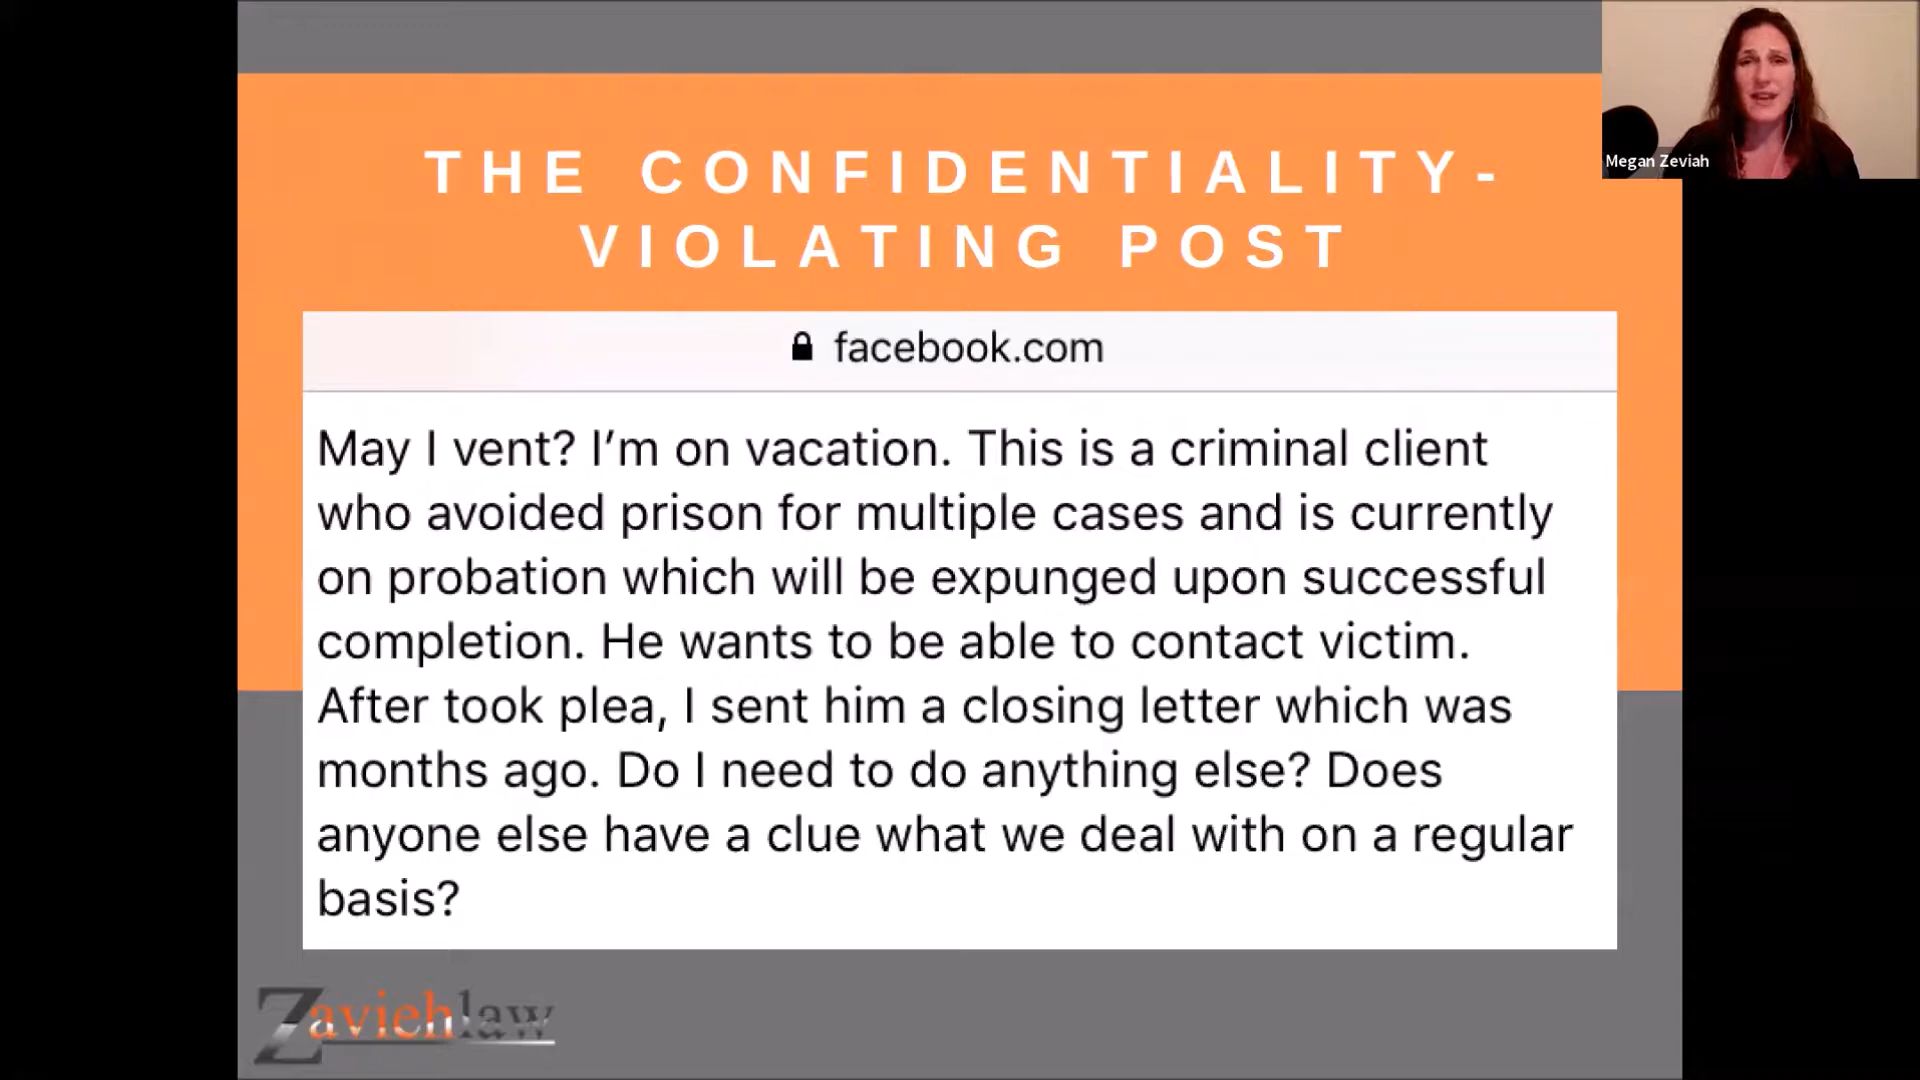 THE CONFIDENTIALITY-
VIOLATING POST
Megan Zeviah
facebook.com
May I vent? I’m on vacation. This is a criminal client
who avoided prison for multiple cases and is currently
on probation which will be expunged upon successful
completion. He wants to be able to contact victim.
After took plea, I sent him a closing letter which was
months ago. Do I need to do anything else? Does
anyone else have a clue what we deal with on a regular
basis?
Zaviehlaw